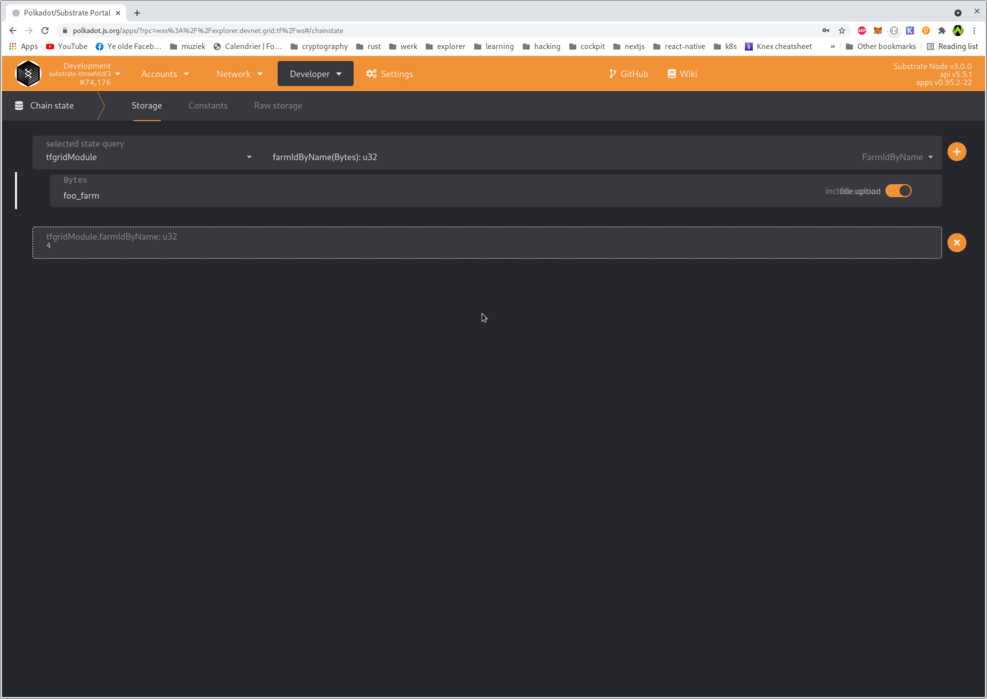 Polkadot/Substrate Portal
polkadot.js.org/apps/?rpc=wss%3A%2F%2Fexplorer.devnet.grid.tf%2Fws#/chainstate
Apps YouTube Ye olde Faceb... muziek Calendrier | Fo... cryptography rust werk explorer learning hacking cockpit nextjs react-native k8s Knex cheatsheet » Other bookmarks Reading list
Development
substrate-threefold/3
#74,176
Accounts Network Developer Settings GitHub Wiki
Substrate Node v3.0.0
api v5.5.1
apps v0.95.2-22
Chain state Storage Constants Raw storage
selected state query
tfgridModule farmIdByName(Bytes): u32 FarmIdByName
Bytes
foo_farm
include option
file upload
tfgridModule.farmIdByName: u32
4